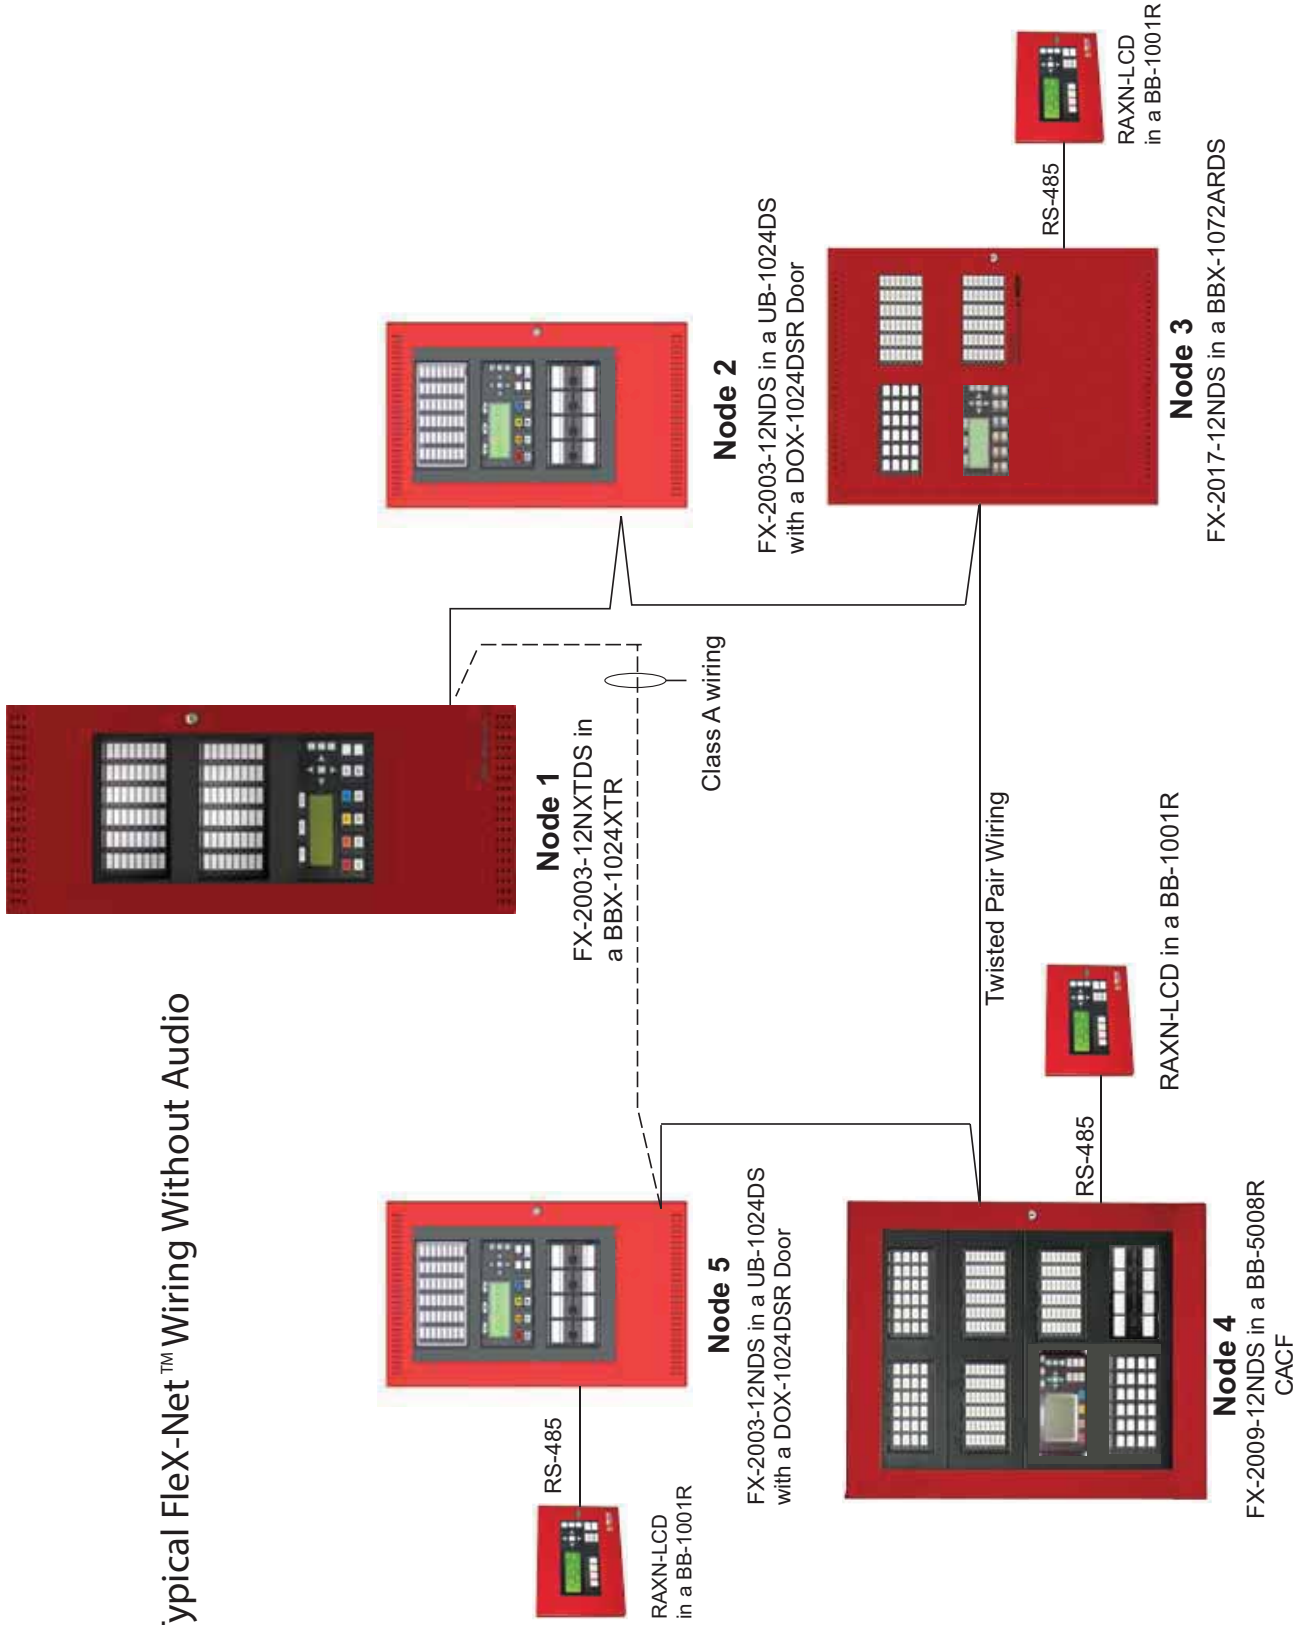 ypical FleX-Net™ Wiring Without Audio
Node 1
FX-2003-12NXTDS in
a BBX-1024XTR
Class A wiring
Node 2
FX-2003-12NDS in a UB-1024DS
with a DOX-1024DSR Door
Node 3
FX-2017-12NDS in a BBX-1072ARDS
RS-485
RAXN-LCD
in a BB-1001R
Twisted Pair Wiring
Node 5
FX-2003-12NDS in a UB-1024DS
with a DOX-1024DSR Door
RS-485
RAXN-LCD
in a BB-1001R
Node 4
FX-2009-12NDS in a BB-5008R
CACF
RS-485
RAXN-LCD in a BB-1001R